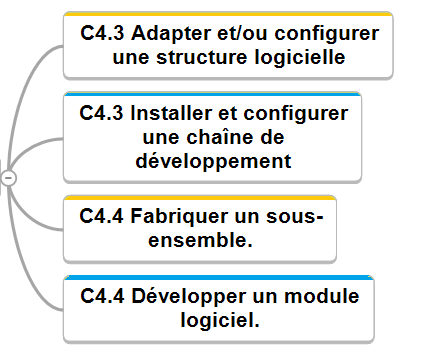 C4.3 Adapter et/ou configurer
une structure logicielle
C4.3 Installer et configurer
une chaîne de
développement
C4.4 Fabriquer un sous-
ensemble.
C4.4 Développer un module
logiciel.